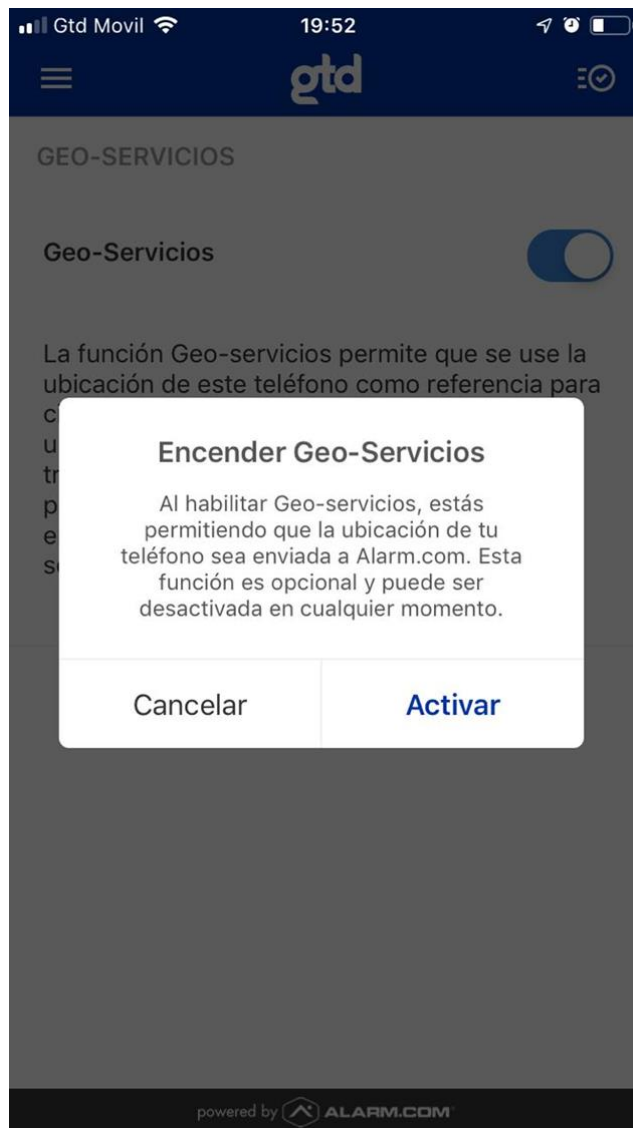 Gtd Movil
19:52
gtd
GEO-SERVICIOS
Geo-Servicios
La función Geo-servicios permite que se use la
ubicación de este teléfono como referencia para
Encender Geo-Servicios
Al habilitar Geo-servicios, estás
permitiendo que la ubicación de tu
teléfono sea enviada a Alarm.com. Esta
función es opcional y puede ser
desactivada en cualquier momento.
Cancelar
Activar
powered by ALARM.COM